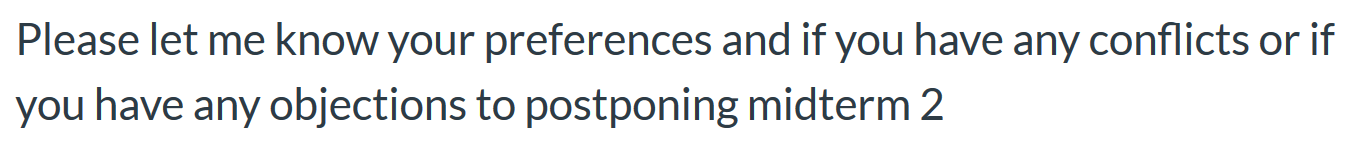 Please let me know your preferences and if you have any conflicts or if
you have any objections to postponing midterm 2